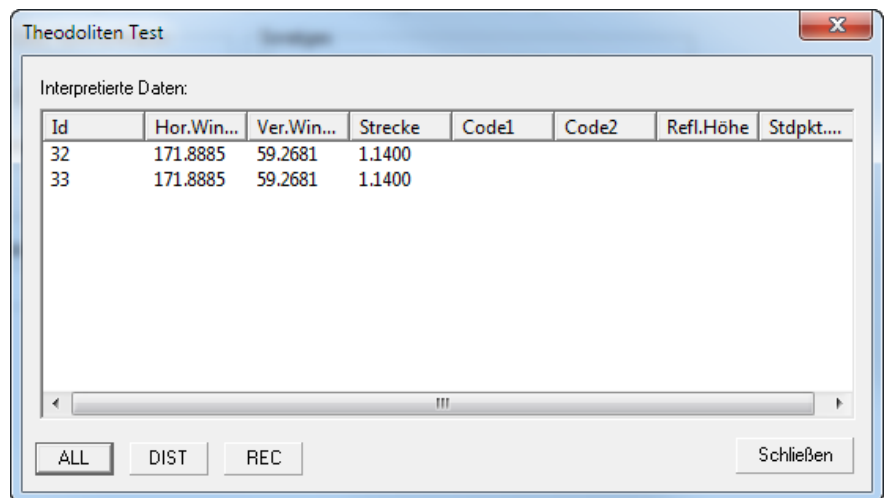 Theodoliten Test
Interpretierte Daten:
Id Hor.Win... Ver.Win... Strecke Code1 Code2 Refl.Höhe Stdpkt....
32 171.8885 59.2681 1.1400
33 171.8885 59.2681 1.1400
ALL DIST REC Schließen